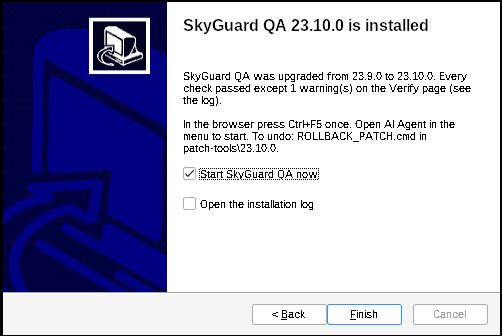 SkyGuard QA 23.10.0 is installed
SkyGuard QA was upgraded from 23.9.0 to 23.10.0. Every
check passed except 1 warning(s) on the Verify page (see
the log).
In the browser press Ctrl+F5 once. Open AI Agent in the
menu to start. To undo: ROLLBACK_PATCH.cmd in
patch-tools\23.10.0.
Start SkyGuard QA now
Open the installation log
< Back
Finish
Cancel